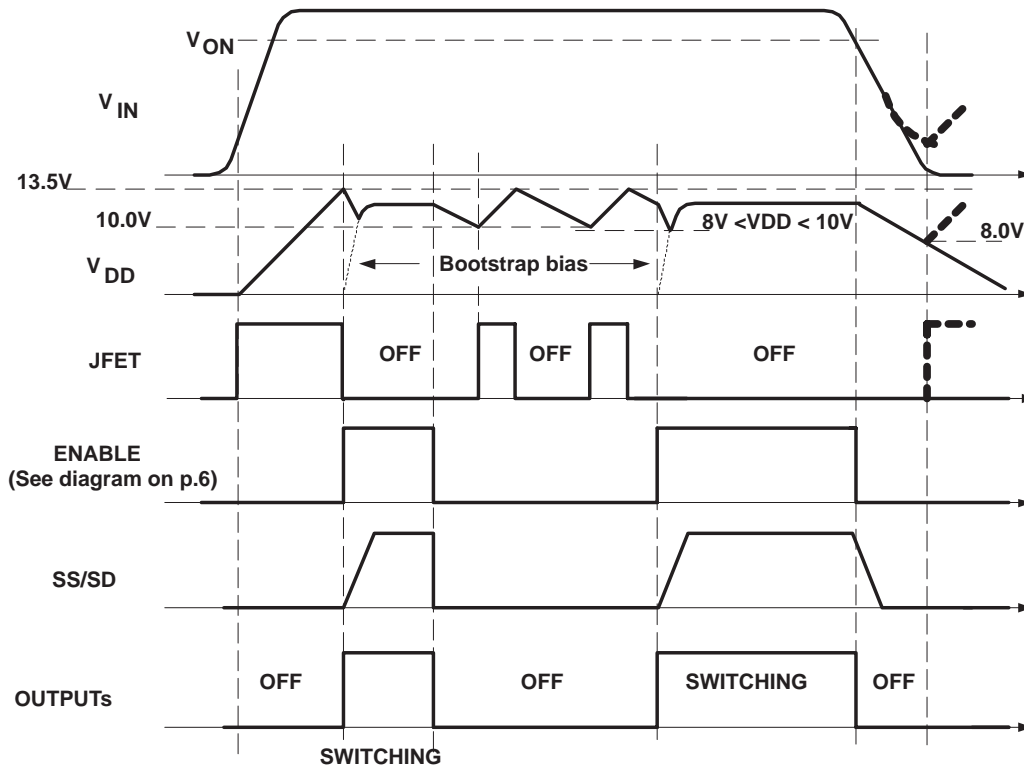 V ON
V IN
13.5V
10.0V
8V <VDD < 10V
8.0V
V DD
Bootstrap bias
JFET
OFF
OFF
OFF
ENABLE
(See diagram on p.6)
SS/SD
OUTPUTs
OFF
OFF
SWITCHING
OFF
SWITCHING